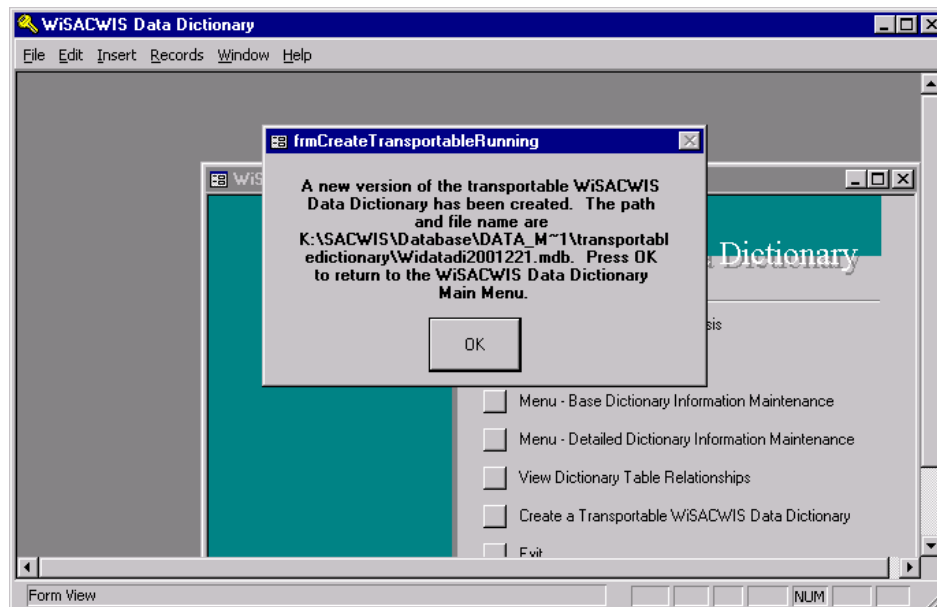 WiSACWIS Data Dictionary
File Edit Insert Records Window Help
frmCreateTransportableRunning
WiS
A new version of the transportable WiSACWIS
Data Dictionary has been created. The path
and file name are
K:\SACWIS\Database\DATA_M~1\transportabl
edictionary\Widatadi2001221.mdb. Press OK
to return to the WiSACWIS Data Dictionary
Main Menu.
OK
Dictionary
sis
Menu - Base Dictionary Information Maintenance
Menu - Detailed Dictionary Information Maintenance
View Dictionary Table Relationships
Create a Transportable WiSACWIS Data Dictionary
Exit
Form View
NUM